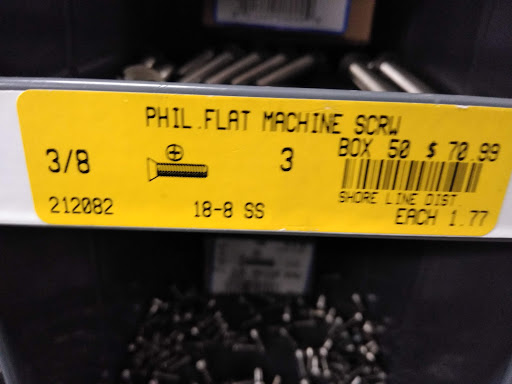 PHIL.FLAT MACHINE SCRW
3/8 3 BOX 50 $ 70.99
SHORE LINE DIST.
212082 18-8 SS EACH 1.77